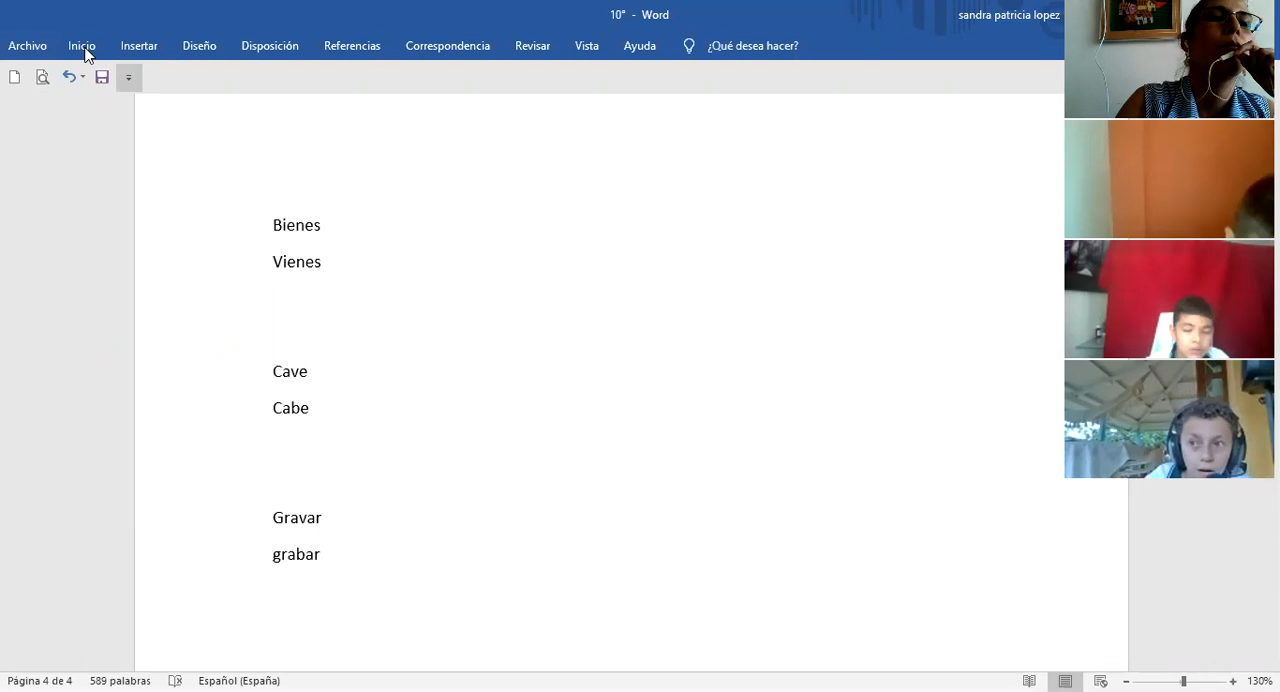 10° - Word
sandra patricia lopez
Archivo Inicio Insertar Diseño Disposición Referencias Correspondencia Revisar Vista Ayuda ¿Qué desea hacer?
Bienes
Vienes
Cave
Cabe
Gravar
grabar
Página 4 de 4 589 palabras Español (España) 130%